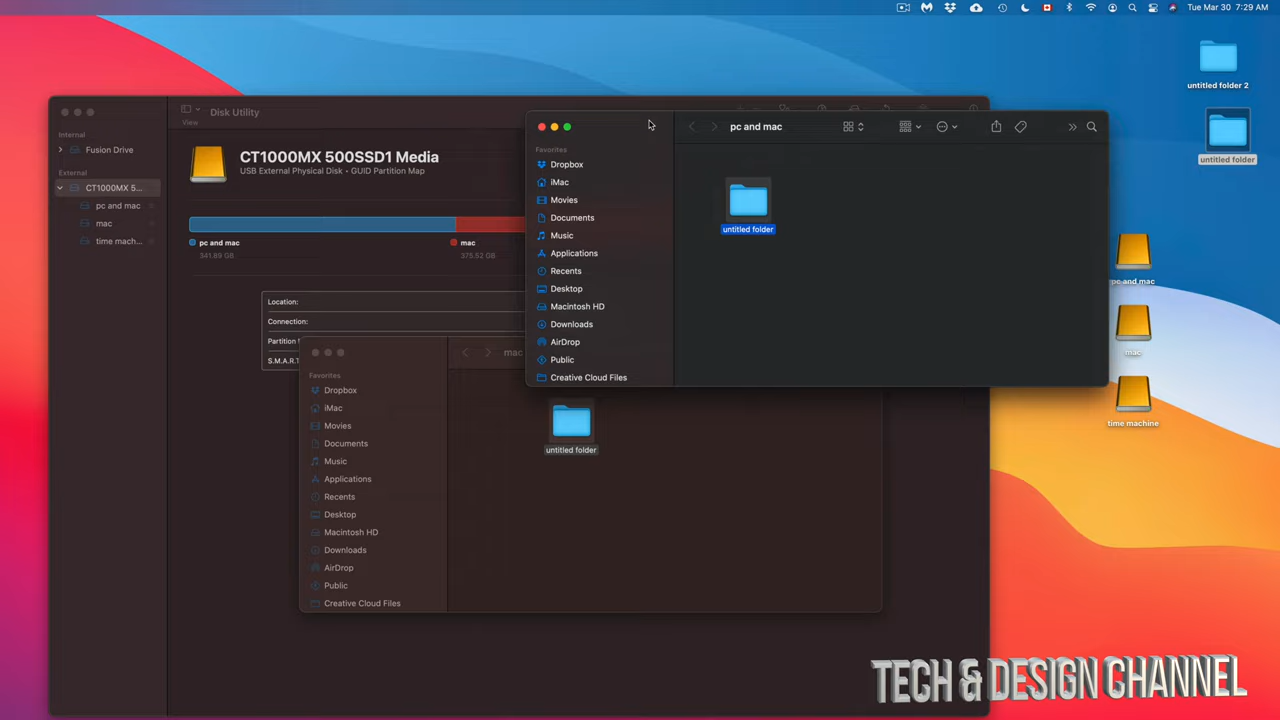 Tue Mar 30 7:29 AM
untitled folder 2
untitled folder
pc and mac
mac
time machine
Disk Utility
View
Internal
Fusion Drive
External
CT1000MX 5...
pc and mac
mac
time mach...
CT1000MX 500SSD1 Media
USB External Physical Disk • GUID Partition Map
pc and mac
341.89 GB
mac
375.52 GB
Location:
Connection:
Partition
S.M.A.R.T
pc and mac
Favorites
Dropbox
iMac
Movies
Documents
Music
Applications
Recents
Desktop
Macintosh HD
Downloads
AirDrop
Public
Creative Cloud Files
untitled folder
mac
Favorites
Dropbox
iMac
Movies
Documents
Music
Applications
Recents
Desktop
Macintosh HD
Downloads
AirDrop
Public
Creative Cloud Files
untitled folder
TECH & DESIGN CHANNEL